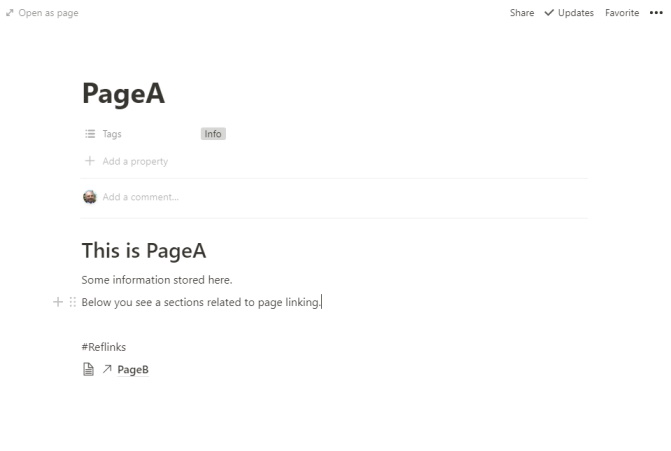 Open as page
Share Updates Favorite
PageA
Tags Info
Add a property
Add a comment...
This is PageA
Some information stored here.
Below you see a sections related to page linking.
#Reflinks
PageB